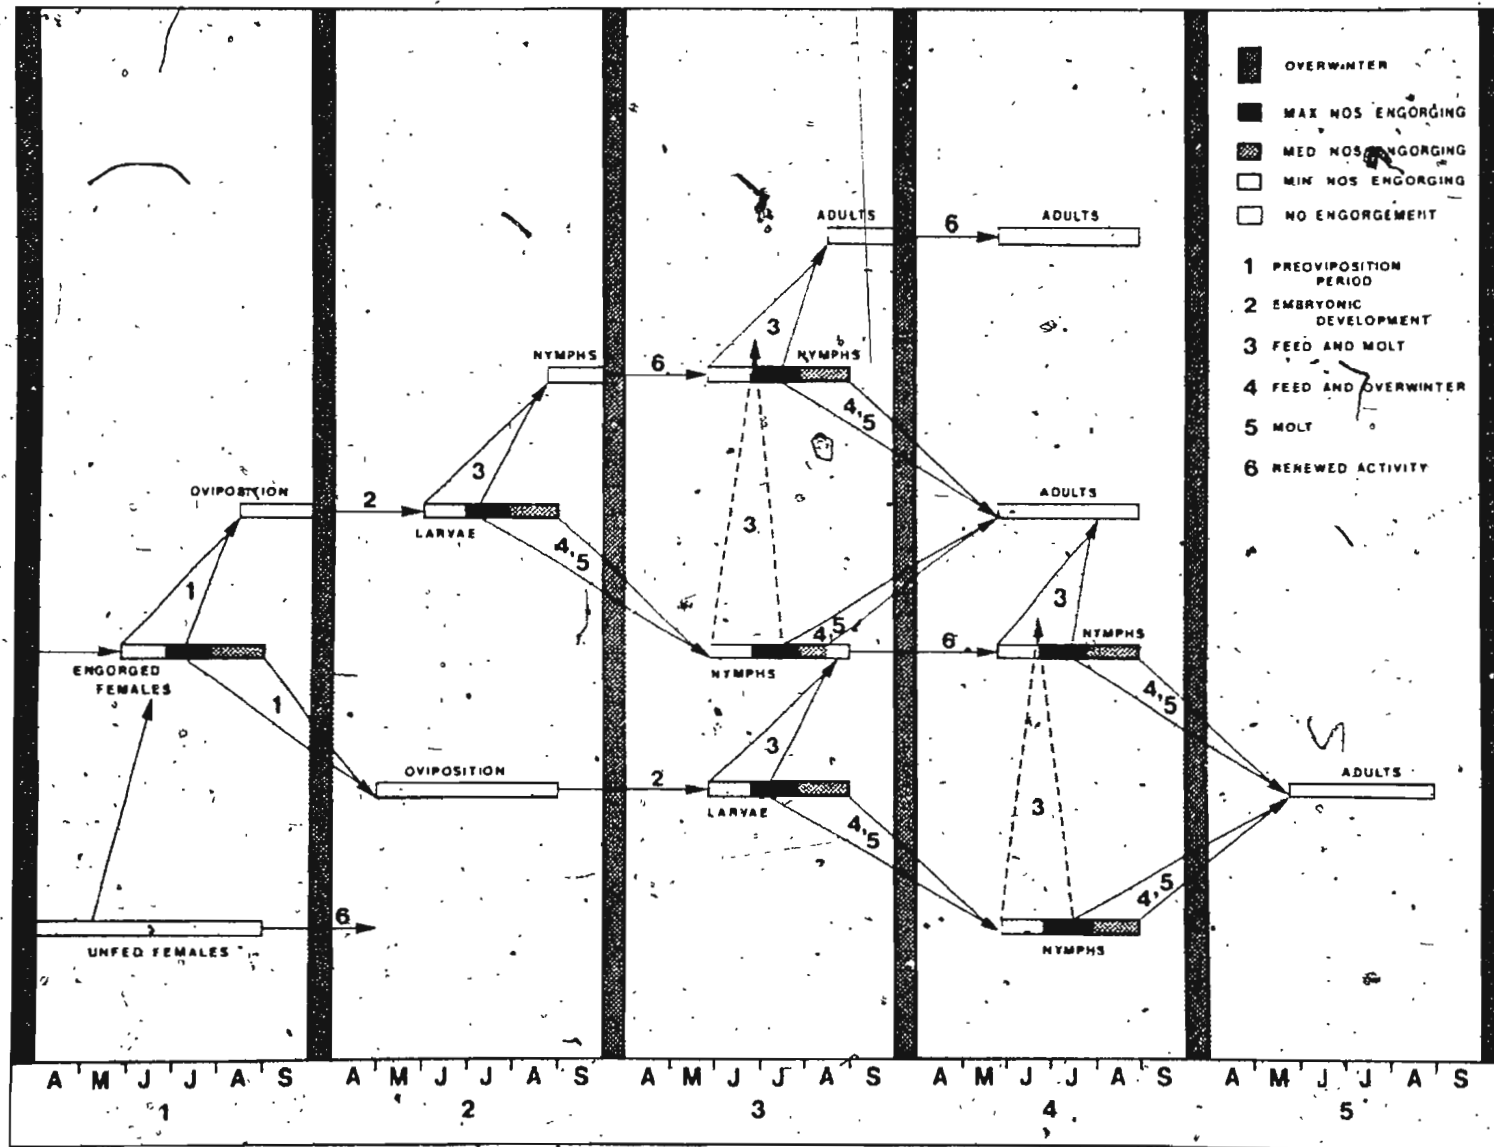 OVERWINTER
MAX NOS ENGORGING
MED NOS ENGORGING
MIN NOS ENGORGING
NO ENGORGEMENT
1 PREOVIPOSITION
PERIOD
2 EMBRYONIC
DEVELOPMENT
3 FEED AND MOLT
4 FEED AND OVERWINTER
5 MOLT
6 RENEWED ACTIVITY
ADULTS
6
ADULTS
3
NYMPHS
6
NYMPHS
4,5
3
OVIPOSITION
2
LARVAE
4,5
3
ADULTS
1
3
ENGORGED
FEMALES
1
NYMPHS
4,5
6
NYMPHS
4,5
3
OVIPOSITION
2
LARVAE
4,5
3
ADULTS
4,5
UNFED FEMALES
6
NYMPHS
A M J J A S A M J J A S A M J J A S A M J J A S A M J J A S
1 2 3 4 5